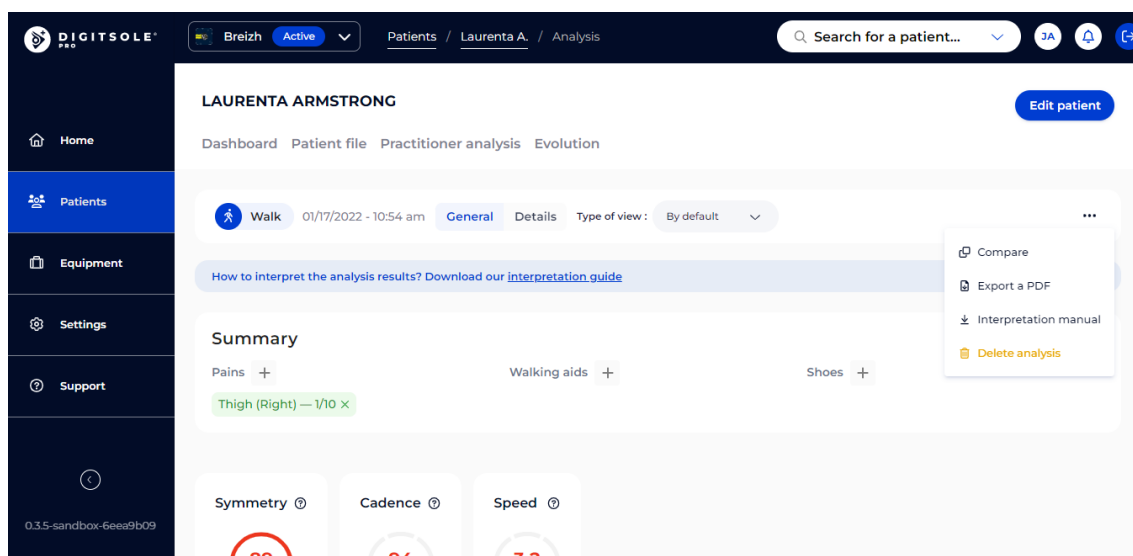 DIGITSOLE
PRO
Breizh Active
Patients / Laurenta A. / Analysis
Search for a patient...
JA
LAURENTA ARMSTRONG
Edit patient
Dashboard Patient file Practitioner analysis Evolution
Home
Patients
Equipment
Settings
Support
0.3.5-sandbox-6eea9b09
Walk 01/17/2022 - 10:54 am General Details Type of view : By default
...
Compare
Export a PDF
Interpretation manual
Delete analysis
How to interpret the analysis results? Download our interpretation guide
Summary
Pains + Walking aids + Shoes +
Thigh (Right) — 1/10 ×
Symmetry Cadence Speed